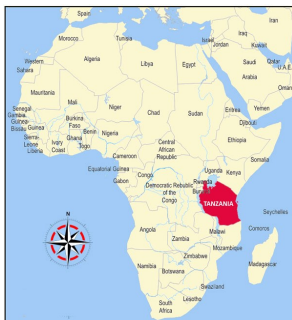 Spain
Iran
Morocco
Tunisia
Israel
Iraq
Jordan
Kuwait
Algeria
Libya
Egypt
Saudi
Arabia
Qatar
U.A.E.
Western
Sahara
Oman
Mauritania
Mali
Niger
Chad
Sudan
Eritrea
Yemen
Senegal
Gambia
Guinea-
Bissau
Guinea
Burkina
Faso
Djibouti
Sierra-
Leone
Liberia
Ivory
Coast
Ghana
Togo
Benin
Nigeria
Ethiopia
Cameroon
Central
African
Republic
Somalia
Equatorial Guinea
Gabon
Congo
Uganda
Kenya
Democratic Republic
of the
Congo
Rwanda
TANZANIA
Seychelles
Comoros
Angola
Zambia
Malawi
Mozambique
Zimbabwe
Madagascar
Namibia
Botswana
Swaziland
South
Africa
Lesotho
N